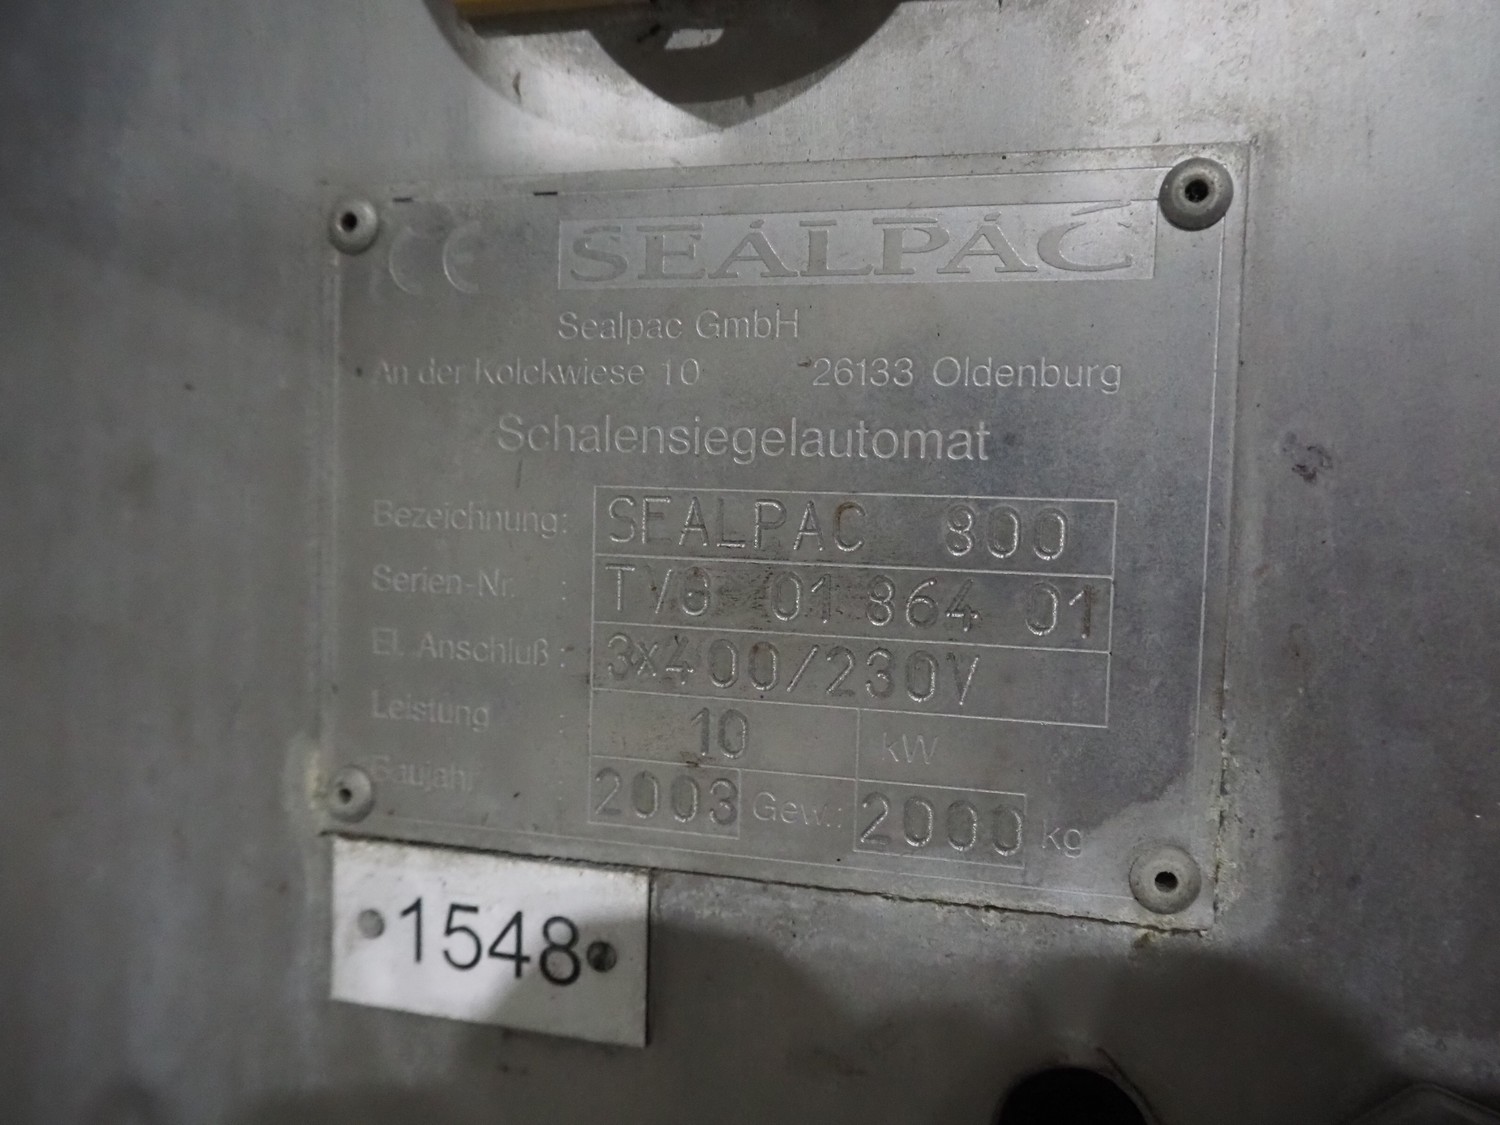 CE SEALPAC
Sealpac GmbH
An der Kolckwiese 10 26133 Oldenburg
Schalensiegelautomat
Bezeichnung: SEALPAC 800
Serien-Nr. : 01 864 01
El. Anschluß: 3x400/230V
Leistung : 10 kW
Baujahr : 2003 Gew.: 2000 kg
1548